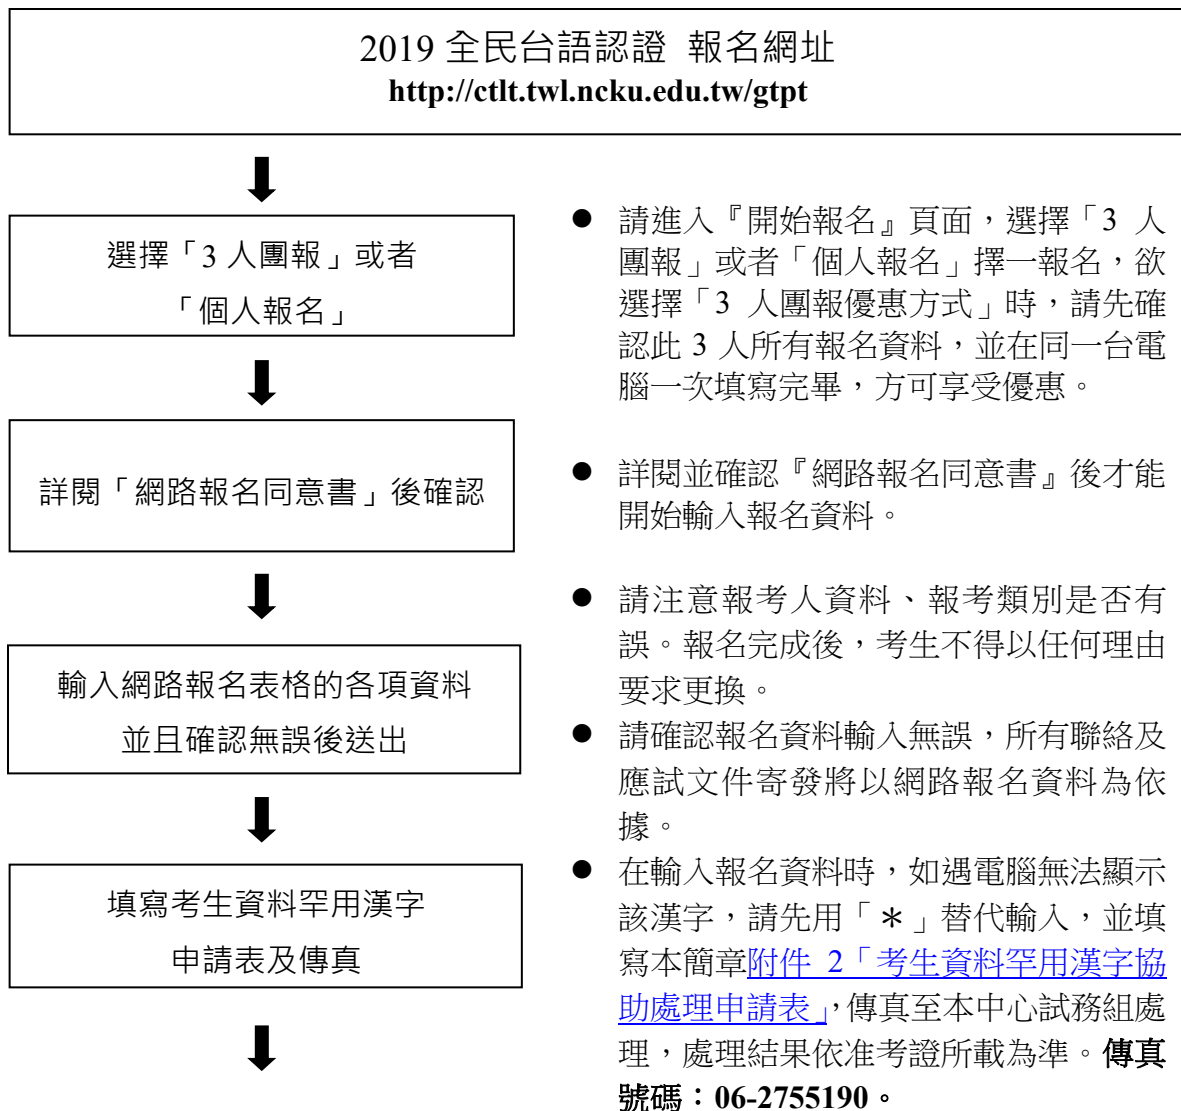 2019 全民台語認證 報名網址
http://ctlt.twl.ncku.edu.tw/gtpt
選擇「3 人團報」或者
「個人報名」
● 請進入『開始報名』頁面，選擇「3 人
團報」或者「個人報名」擇一報名，欲
選擇「3 人團報優惠方式」時，請先確
認此 3 人所有報名資料，並在同一台電
腦一次填寫完畢，方可享受優惠。
詳閱「網路報名同意書」後確認
● 詳閱並確認『網路報名同意書』後才能
開始輸入報名資料。
輸入網路報名表格的各項資料
並且確認無誤後送出
● 請注意報考人資料、報考類別是否有
誤。報名完成後，考生不得以任何理由
要求更換。
● 請確認報名資料輸入無誤，所有聯絡及
應試文件寄發將以網路報名資料為依
據。
填寫考生資料罕用漢字
申請表及傳真
● 在輸入報名資料時，如遇電腦無法顯示
該漢字，請先用「＊」替代輸入，並填
寫本簡章附件 2「考生資料罕用漢字協
助處理申請表」，傳真至本中心試務組處
理，處理結果依准考證所載為準。傳真
號碼：06-2755190。